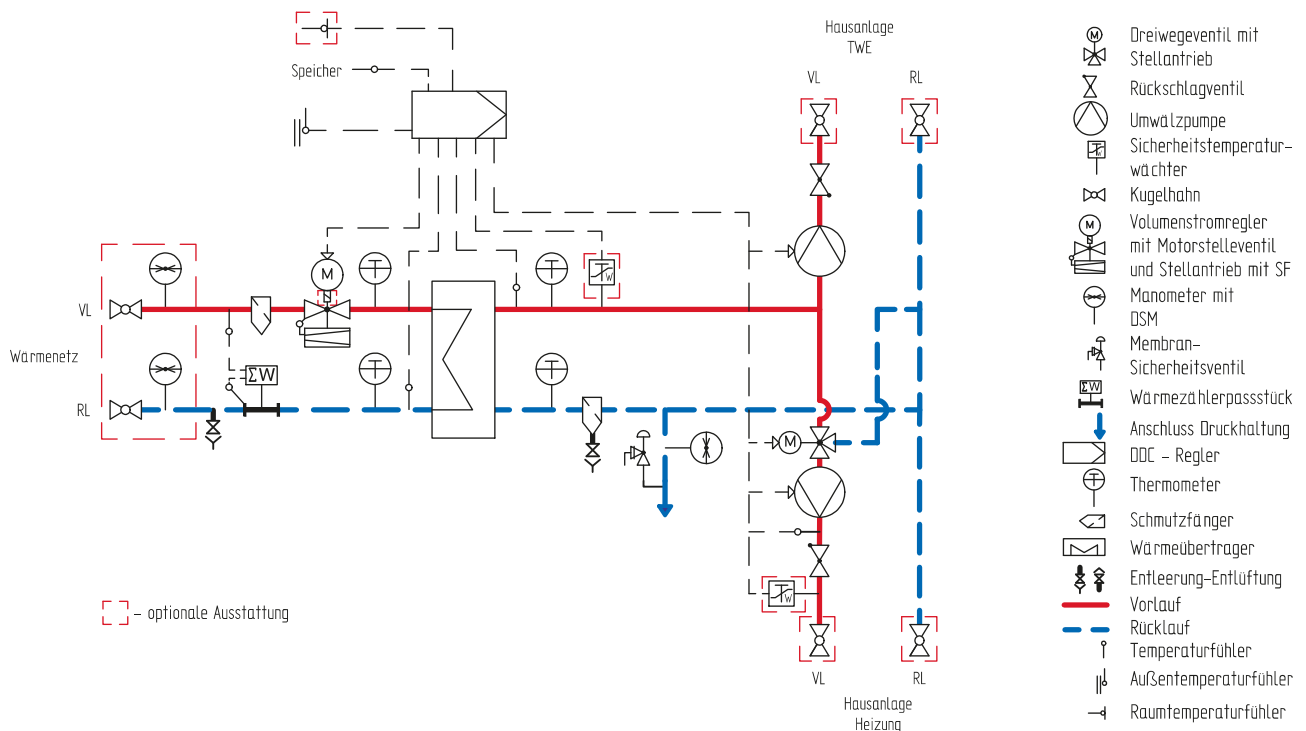 Hausanlage
TWE
VL
RL
Speicher
M
T
T
T
W
VL
Wärmenetz
ΣW
T
T
RL
M
T
W
VL
RL
Hausanlage
Heizung
- optionale Ausstattung
M
Dreiwegeventil mit
Stellantrieb
Rückschlagventil
Umwälzpumpe
T
W
Sicherheitstemperatur-
wächter
Kugelhahn
M
Volumenstromregler
mit Motorstelleventil
und Stellantrieb mit SF
Manometer mit
DSM
Membran-
Sicherheitsventil
ΣW
Wärmezählerpassstück
Anschluss Druckhaltung
DDC - Regler
T
Thermometer
Schmutzfänger
Wärmeübertrager
Entleerung-Entlüftung
Vorlauf
Rücklauf
Temperaturfühler
Außentemperaturfühler
Raumtemperaturfühler